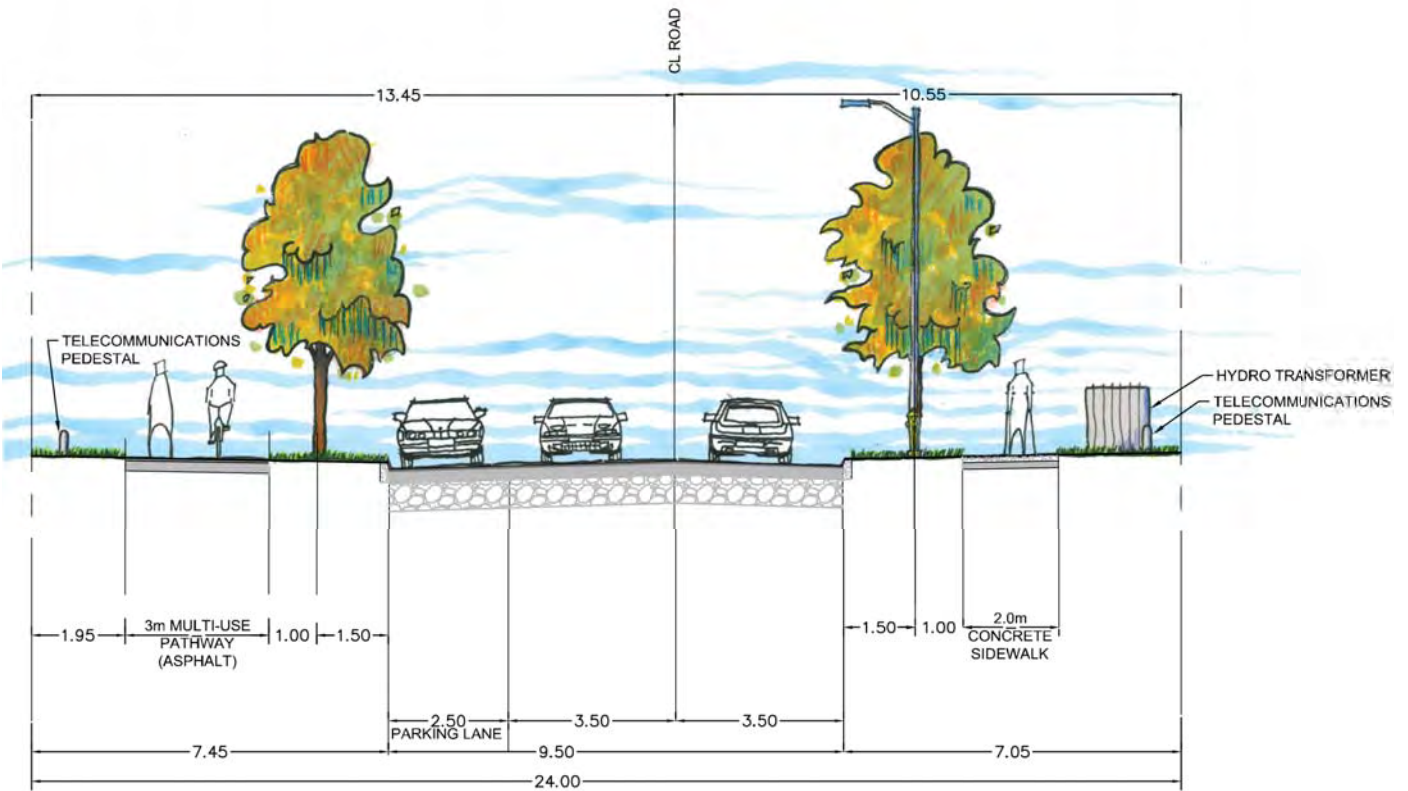 CL ROAD
13.45
10.55
TELECOMMUNICATIONS
PEDESTAL
HYDRO TRANSFORMER
TELECOMMUNICATIONS
PEDESTAL
1.95
3m MULTI-USE
PATHWAY
(ASPHALT)
1.00
1.50
1.50
1.00
2.0m
CONCRETE
SIDEWALK
2.50
PARKING LANE
3.50
3.50
7.45
9.50
7.05
24.00